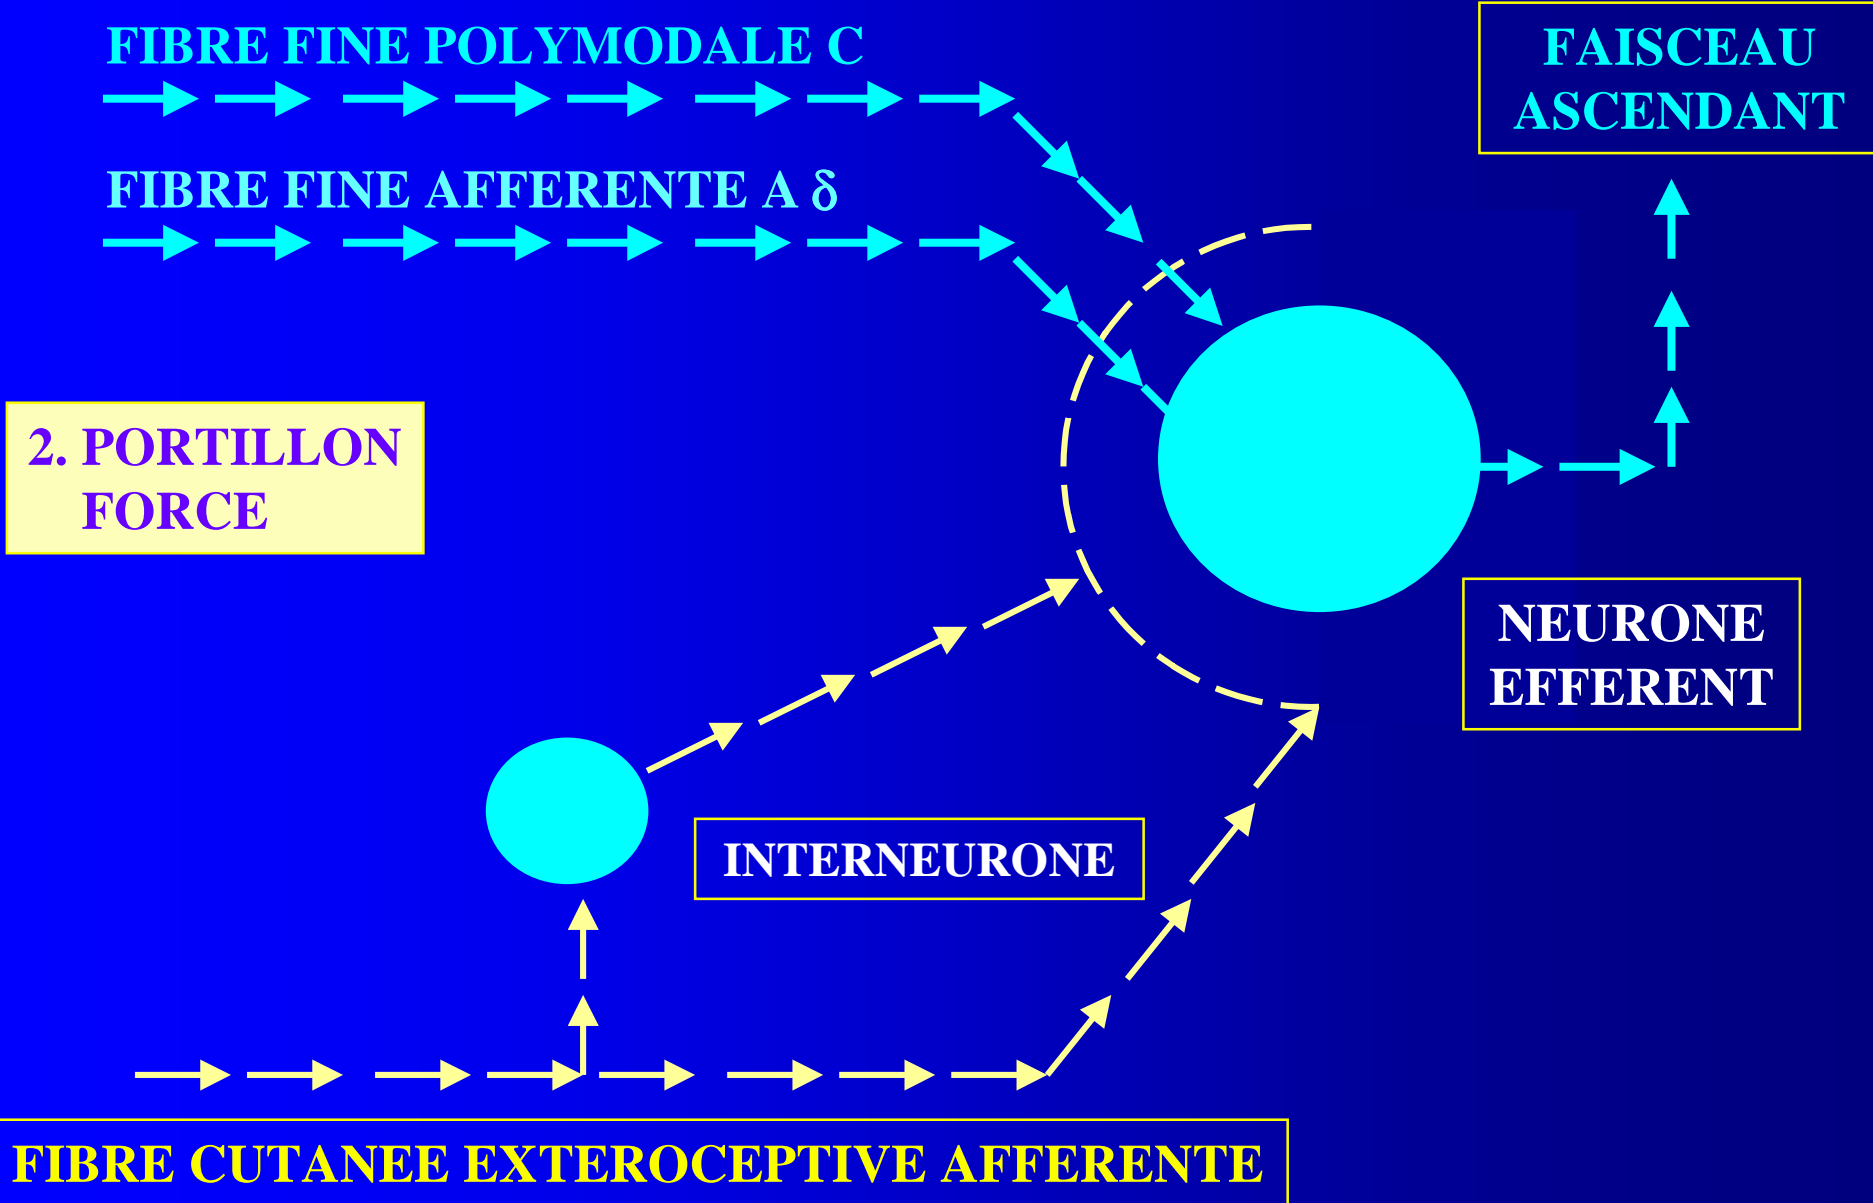 FIBRE FINE POLYMODALE C
FAISCEAU
ASCENDANT
FIBRE FINE AFFERENTE A δ
2. PORTILLON
FORCE
NEURONE
EFFERENT
INTERNEURONE
FIBRE CUTANEE EXTEROCEPTIVE AFFERENTE